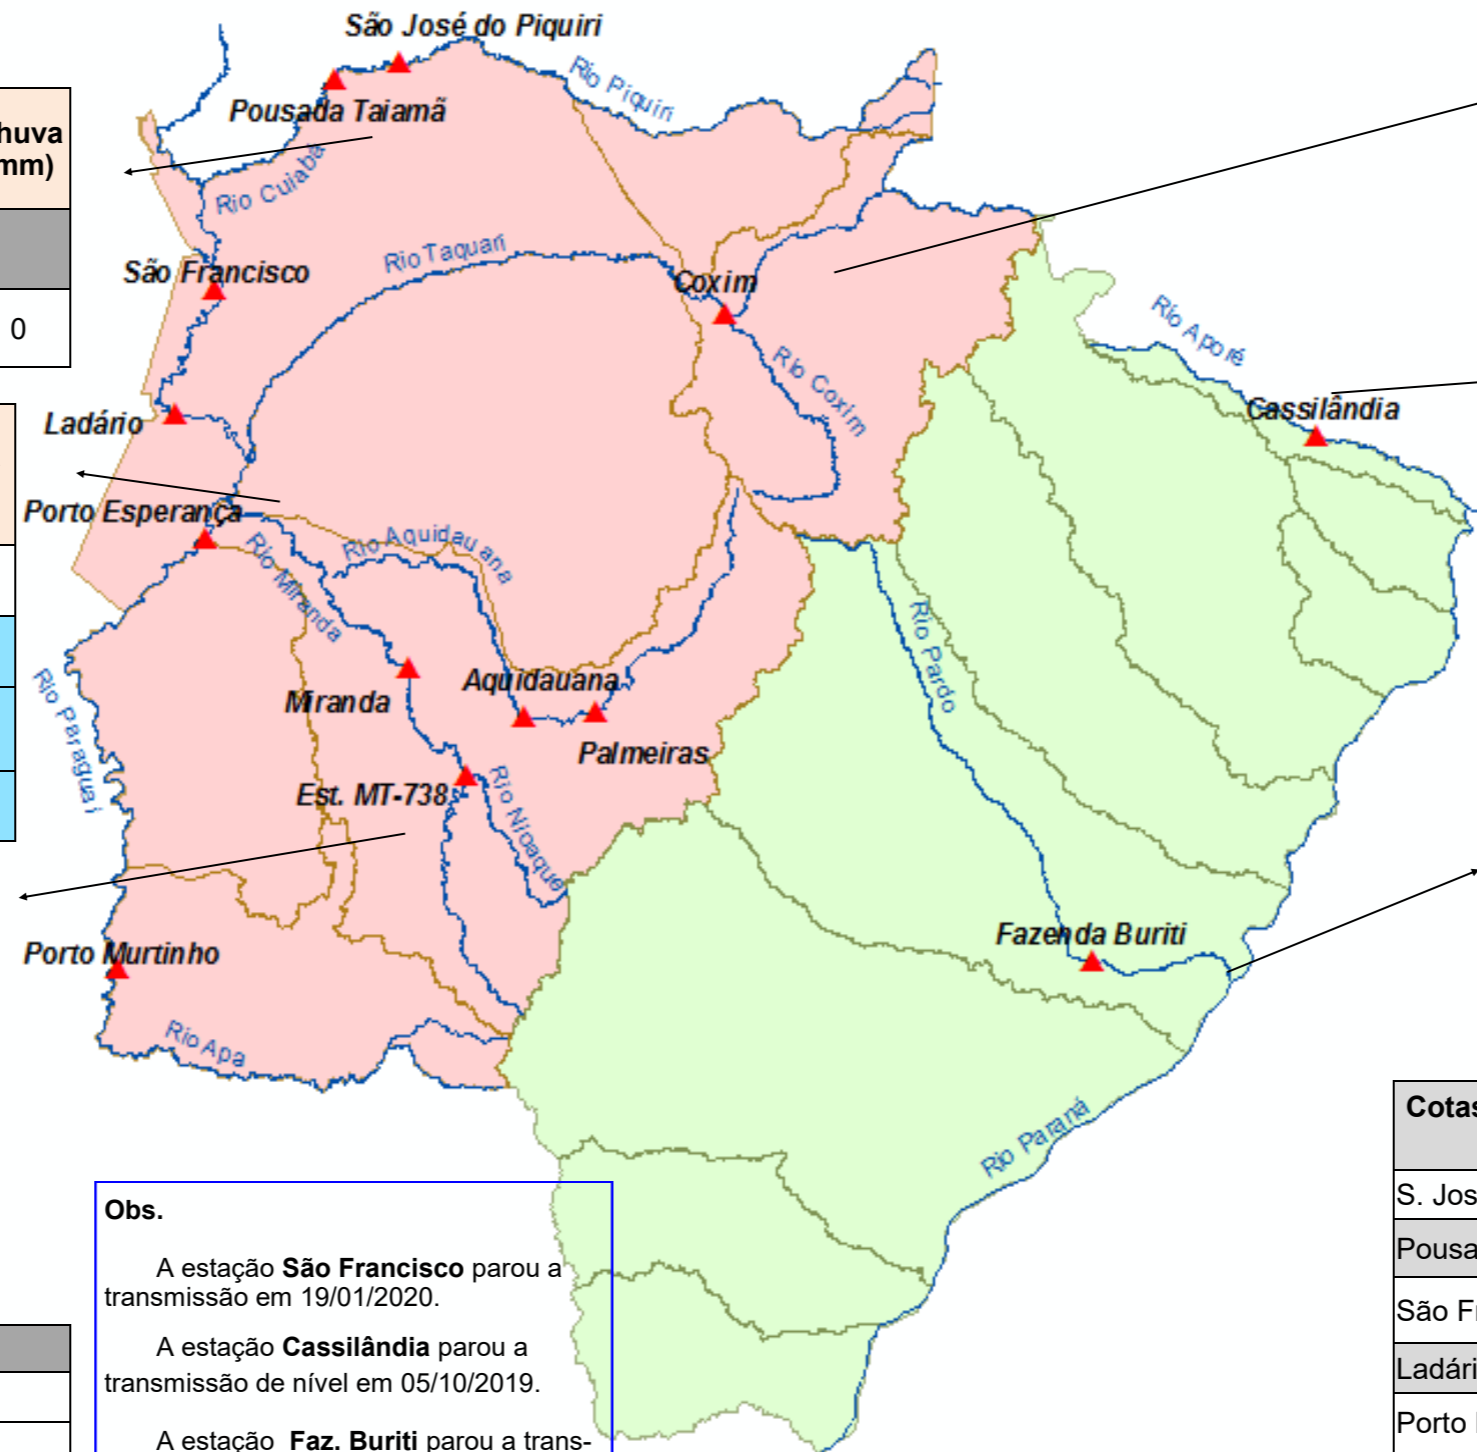 São José do Piquiri
Rio Piquiri
Pousada Taiamã
huva
mm)
Rio Cuiabá
0
São Francisco
Rio Taquari
Coxim
Rio Aporé
Rio Coxim
Cassilândia
Ladário
Porto Esperança
Rio Aquidauana
Rio Miranda
Rio Pardo
Rio Paraguai
Miranda
Aquidauana
Palmeiras
Est. MT-738
Rio Nioaque
Porto Murtinho
Fazenda Buriti
Rio Apa
Rio Paraná
Obs.
A estação São Francisco parou a
transmissão em 19/01/2020.
A estação Cassilândia parou a
transmissão de nível em 05/10/2019.
A estação Faz. Buriti parou a trans-
Cotas
S. Jos
Pousa
São Fr
Ladári
Porto